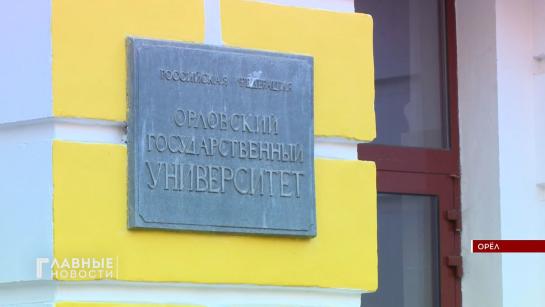 РОССИЙСКАЯ ФЕДЕРАЦИЯ
ОРЛОВСКИЙ
ГОСУДАРСТВЕННЫЙ
УНИВЕРСИТЕТ
ОРЁЛ
ГЛАВНЫЕ
НОВОСТИ